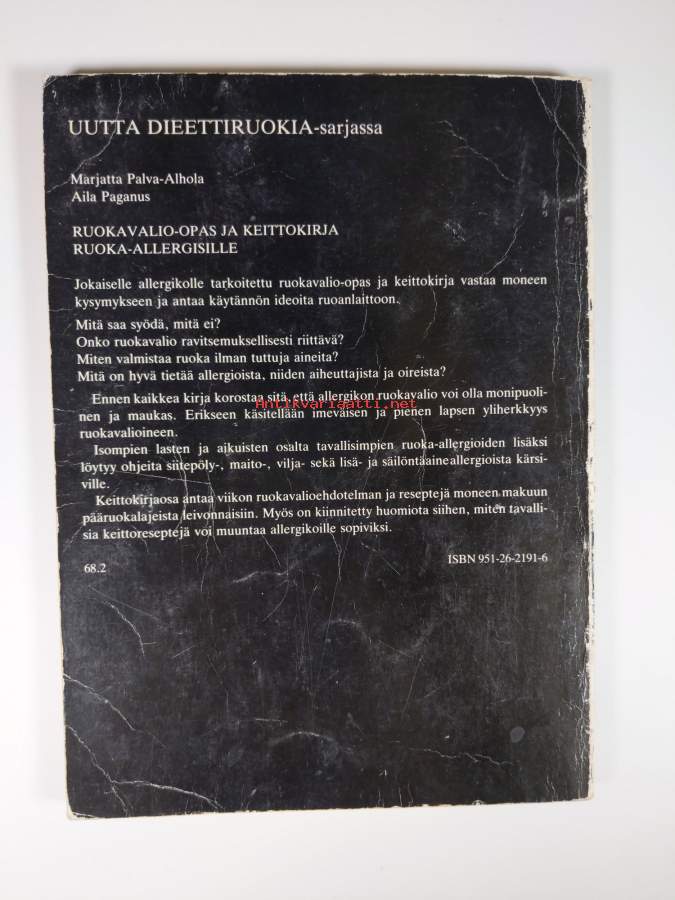 UUTTA DIEETTIRUOKIA-sarjassa
Marjatta Palva-Alhola
Aila Paganus
RUOKAVALIO-OPAS JA KEITTOKIRJA
RUOKA-ALLERGISILLE
Jokaiselle allergikolle tarkoitettu ruokavalio-opas ja keittokirja vastaa moneen
kysymykseen ja antaa käytännön ideoita ruoanlaittoon.
Mitä saa syödä, mitä ei?
Onko ruokavalio ravitsemuksellisesti riittävä?
Miten valmistaa ruoka ilman tuttuja aineita?
Mitä on hyvä tietää allergioista, niiden aiheuttajista ja oireista?
Ennen kaikkea kirja korostaa sitä, että allergikon ruokavalio voi olla monipuoli-
Antikvariaatti.net
nen ja maukas. Erikseen käsitellään imeväisen ja pienen lapsen yliherkkyys
ruokavalioineen.
Isompien lasten ja aikuisten osalta tavallisimpien ruoka-allergioiden lisäksi
löytyy ohjeita siitepöly-, maito-, vilja- sekä lisä- ja säilöntäaineallergioista kärsi-
ville.
Keittokirjaosa antaa viikon ruokavalioehdotelman ja reseptejä moneen makuun
pääruokalajeista leivonnaisiin. Myös on kiinnitetty huomiota siihen, miten tavalli-
sia keittoreseptejä voi muuntaa allergikoille sopiviksi.
68.2 ISBN 951-26-2191-6